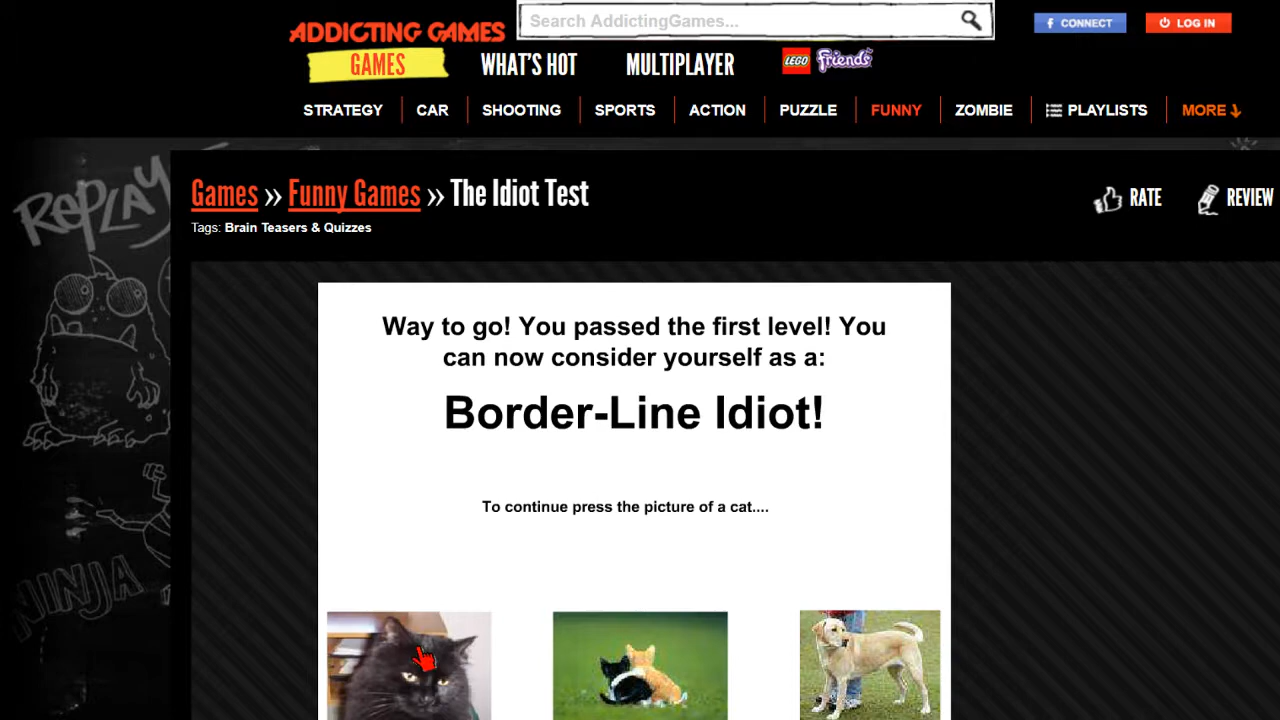 ADDICTING GAMES
Search AddictingGames...
f CONNECT
LOG IN
GAMES
WHAT'S HOT
MULTIPLAYER
LEGO Friends
STRATEGY
CAR
SHOOTING
SPORTS
ACTION
PUZZLE
FUNNY
ZOMBIE
PLAYLISTS
MORE
REPLAY
Games » Funny Games » The Idiot Test
RATE
REVIEW
Tags: Brain Teasers & Quizzes
Way to go! You passed the first level! You
can now consider yourself as a:
Border-Line Idiot!
To continue press the picture of a cat....
NINJA